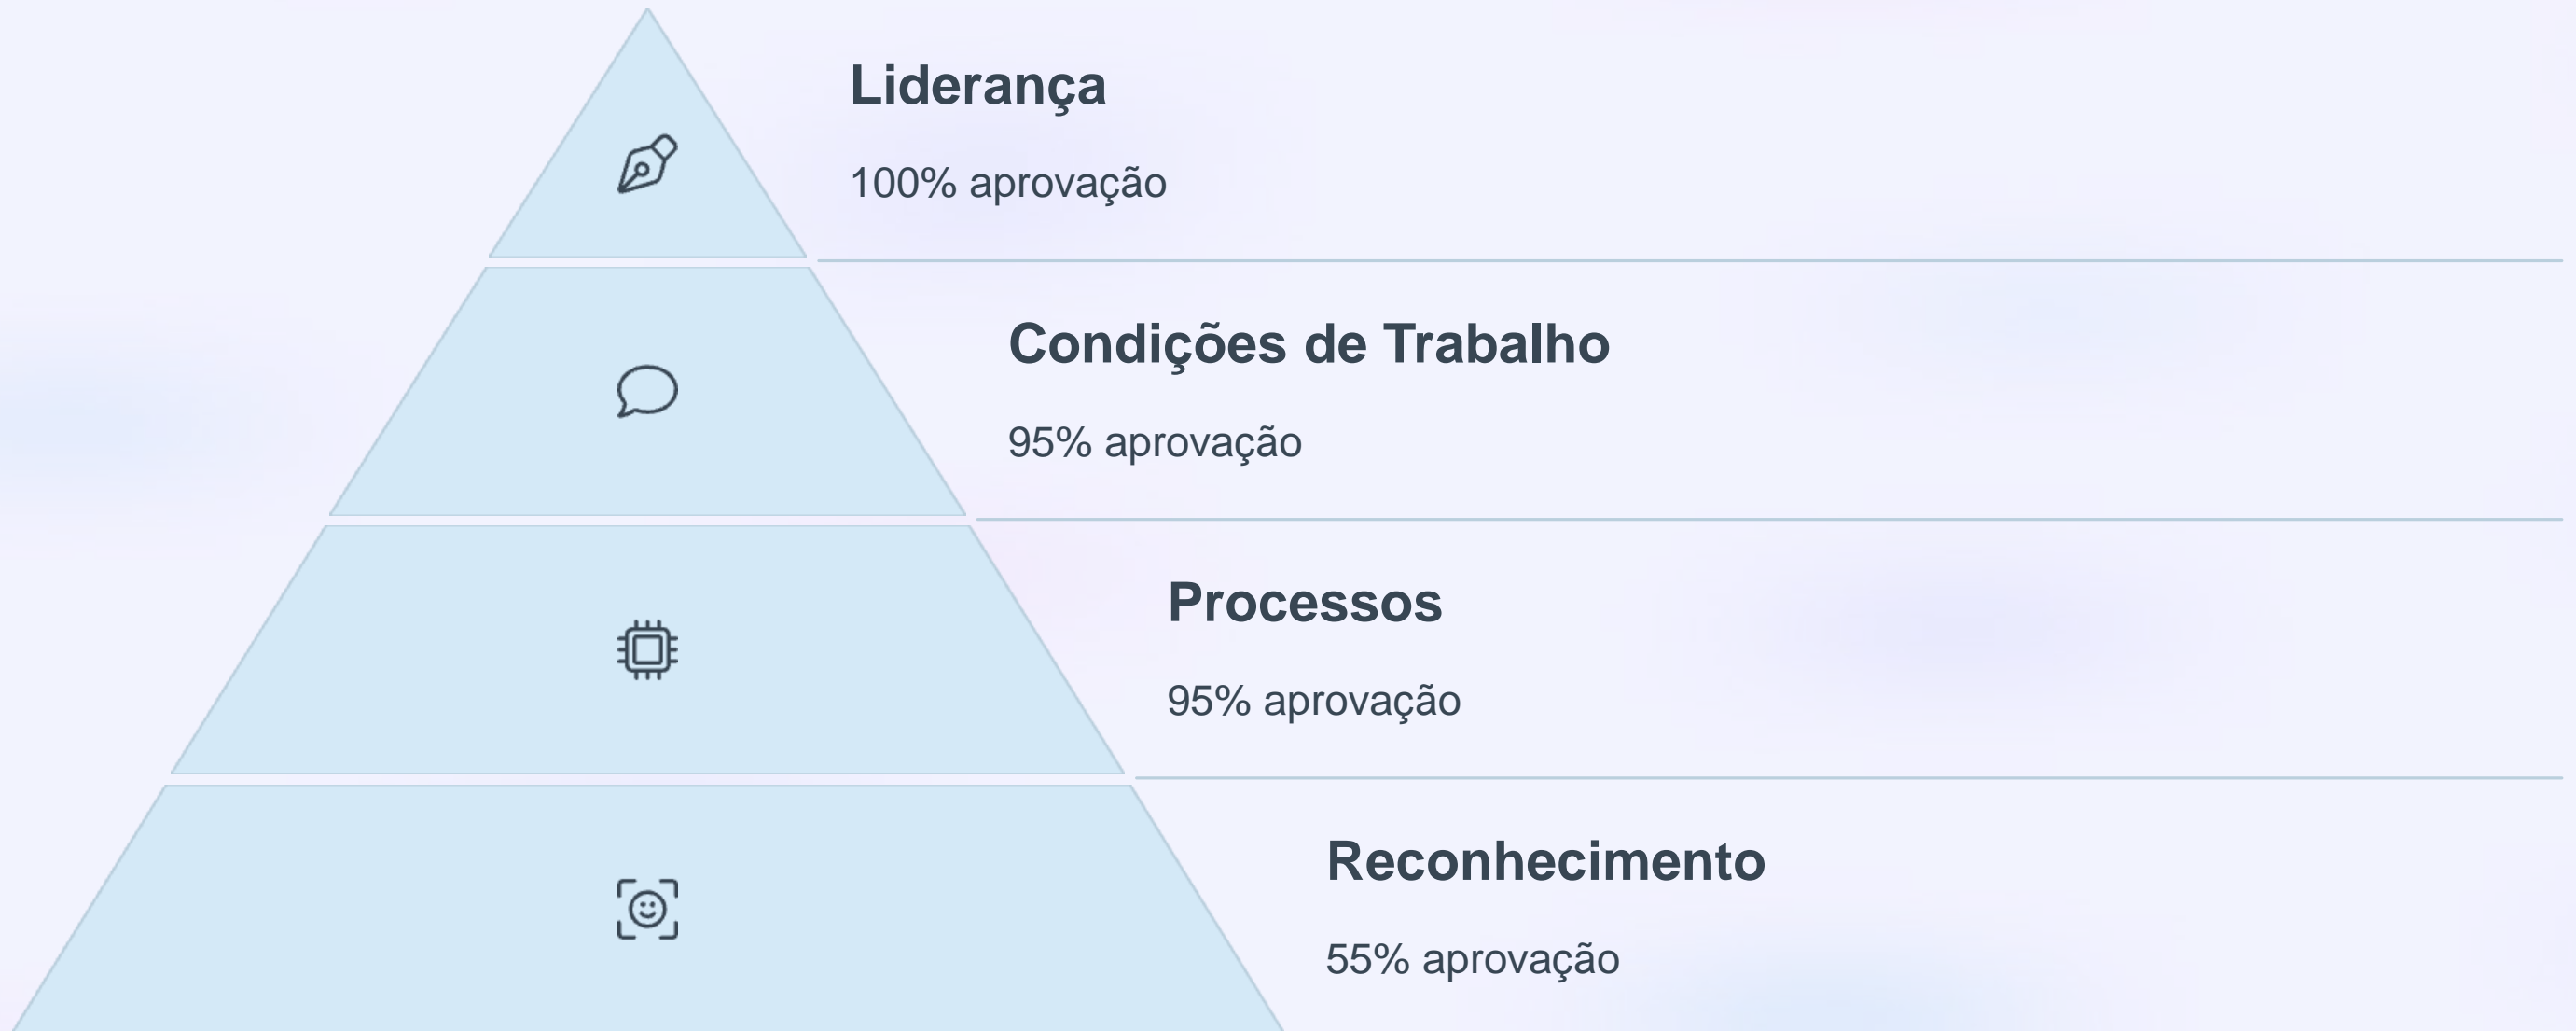 Liderança
100% aprovação
Condições de Trabalho
95% aprovação
Processos
95% aprovação
Reconhecimento
55% aprovação